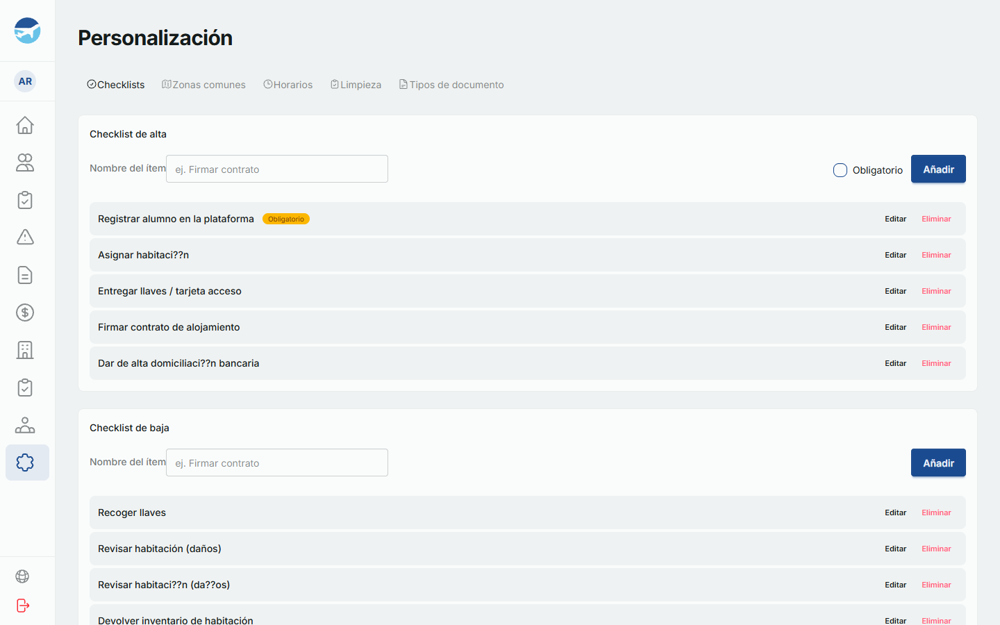 Personalización
AR
Checklists Zonas comunes Horarios Limpieza Tipos de documento
Checklist de alta
Nombre del ítem ej. Firmar contrato Obligatorio Añadir
Registrar alumno en la plataforma Obligatorio Editar Eliminar
Asignar habitaci??n Editar Eliminar
Entregar llaves / tarjeta acceso Editar Eliminar
Firmar contrato de alojamiento Editar Eliminar
Dar de alta domiciliaci??n bancaria Editar Eliminar
Checklist de baja
Nombre del ítem ej. Firmar contrato Añadir
Recoger llaves Editar Eliminar
Revisar habitación (daños) Editar Eliminar
Revisar habitaci??n (da??os) Editar Eliminar
Devolver inventario de habitación Editar Eliminar